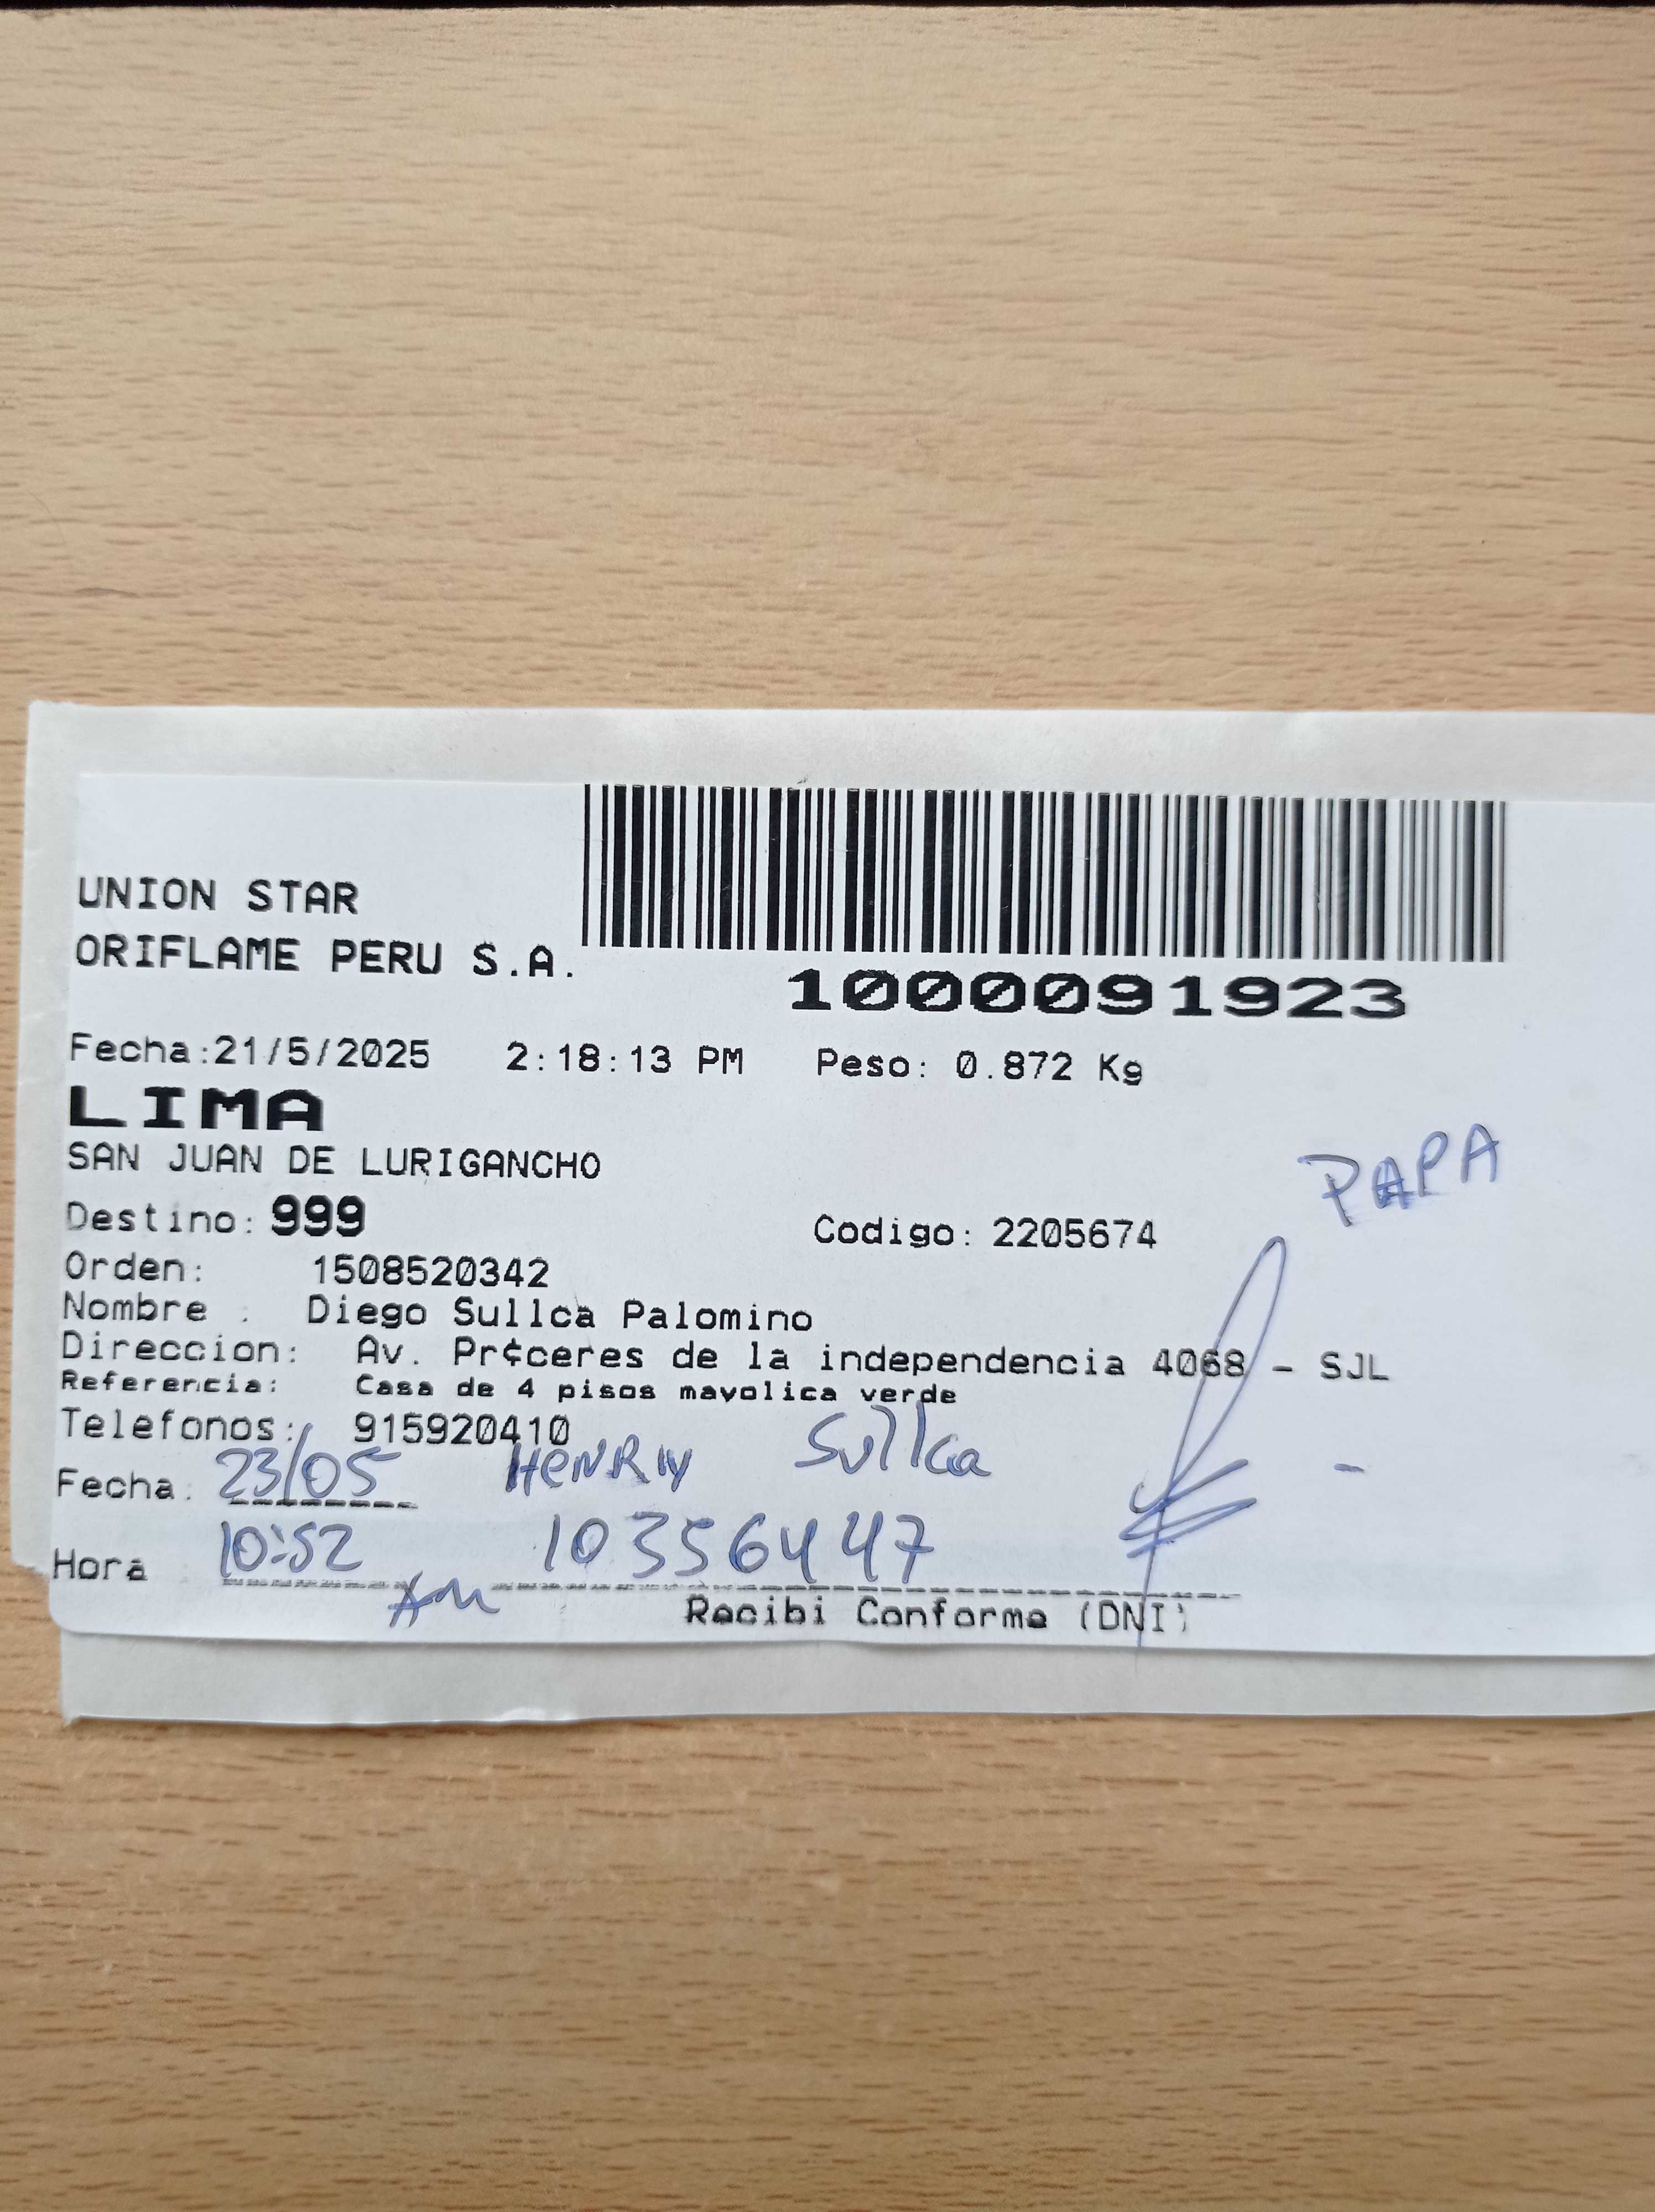 UNION STAR
ORIFLAME PERU S.A.
1000091923
Fecha:21/5/2025 2:18:13 PM Peso: 0.872 Kg
LIMA
SAN JUAN DE LURIGANCHO
PAPA
Destino: 999 Codigo: 2205674
Orden: 1508520342
Nombre : Diego Sullca Palomino
Direccion: Av. Pr¢ceres de la independencia 4068 - SJL
Referencia: Casa de 4 pisos mayolica verde
Telefonos: 915920410
Fecha: 23/05 HENRRY Sullca
Hora 10:52 AM 10356447
Recibi Conforme (DNI)